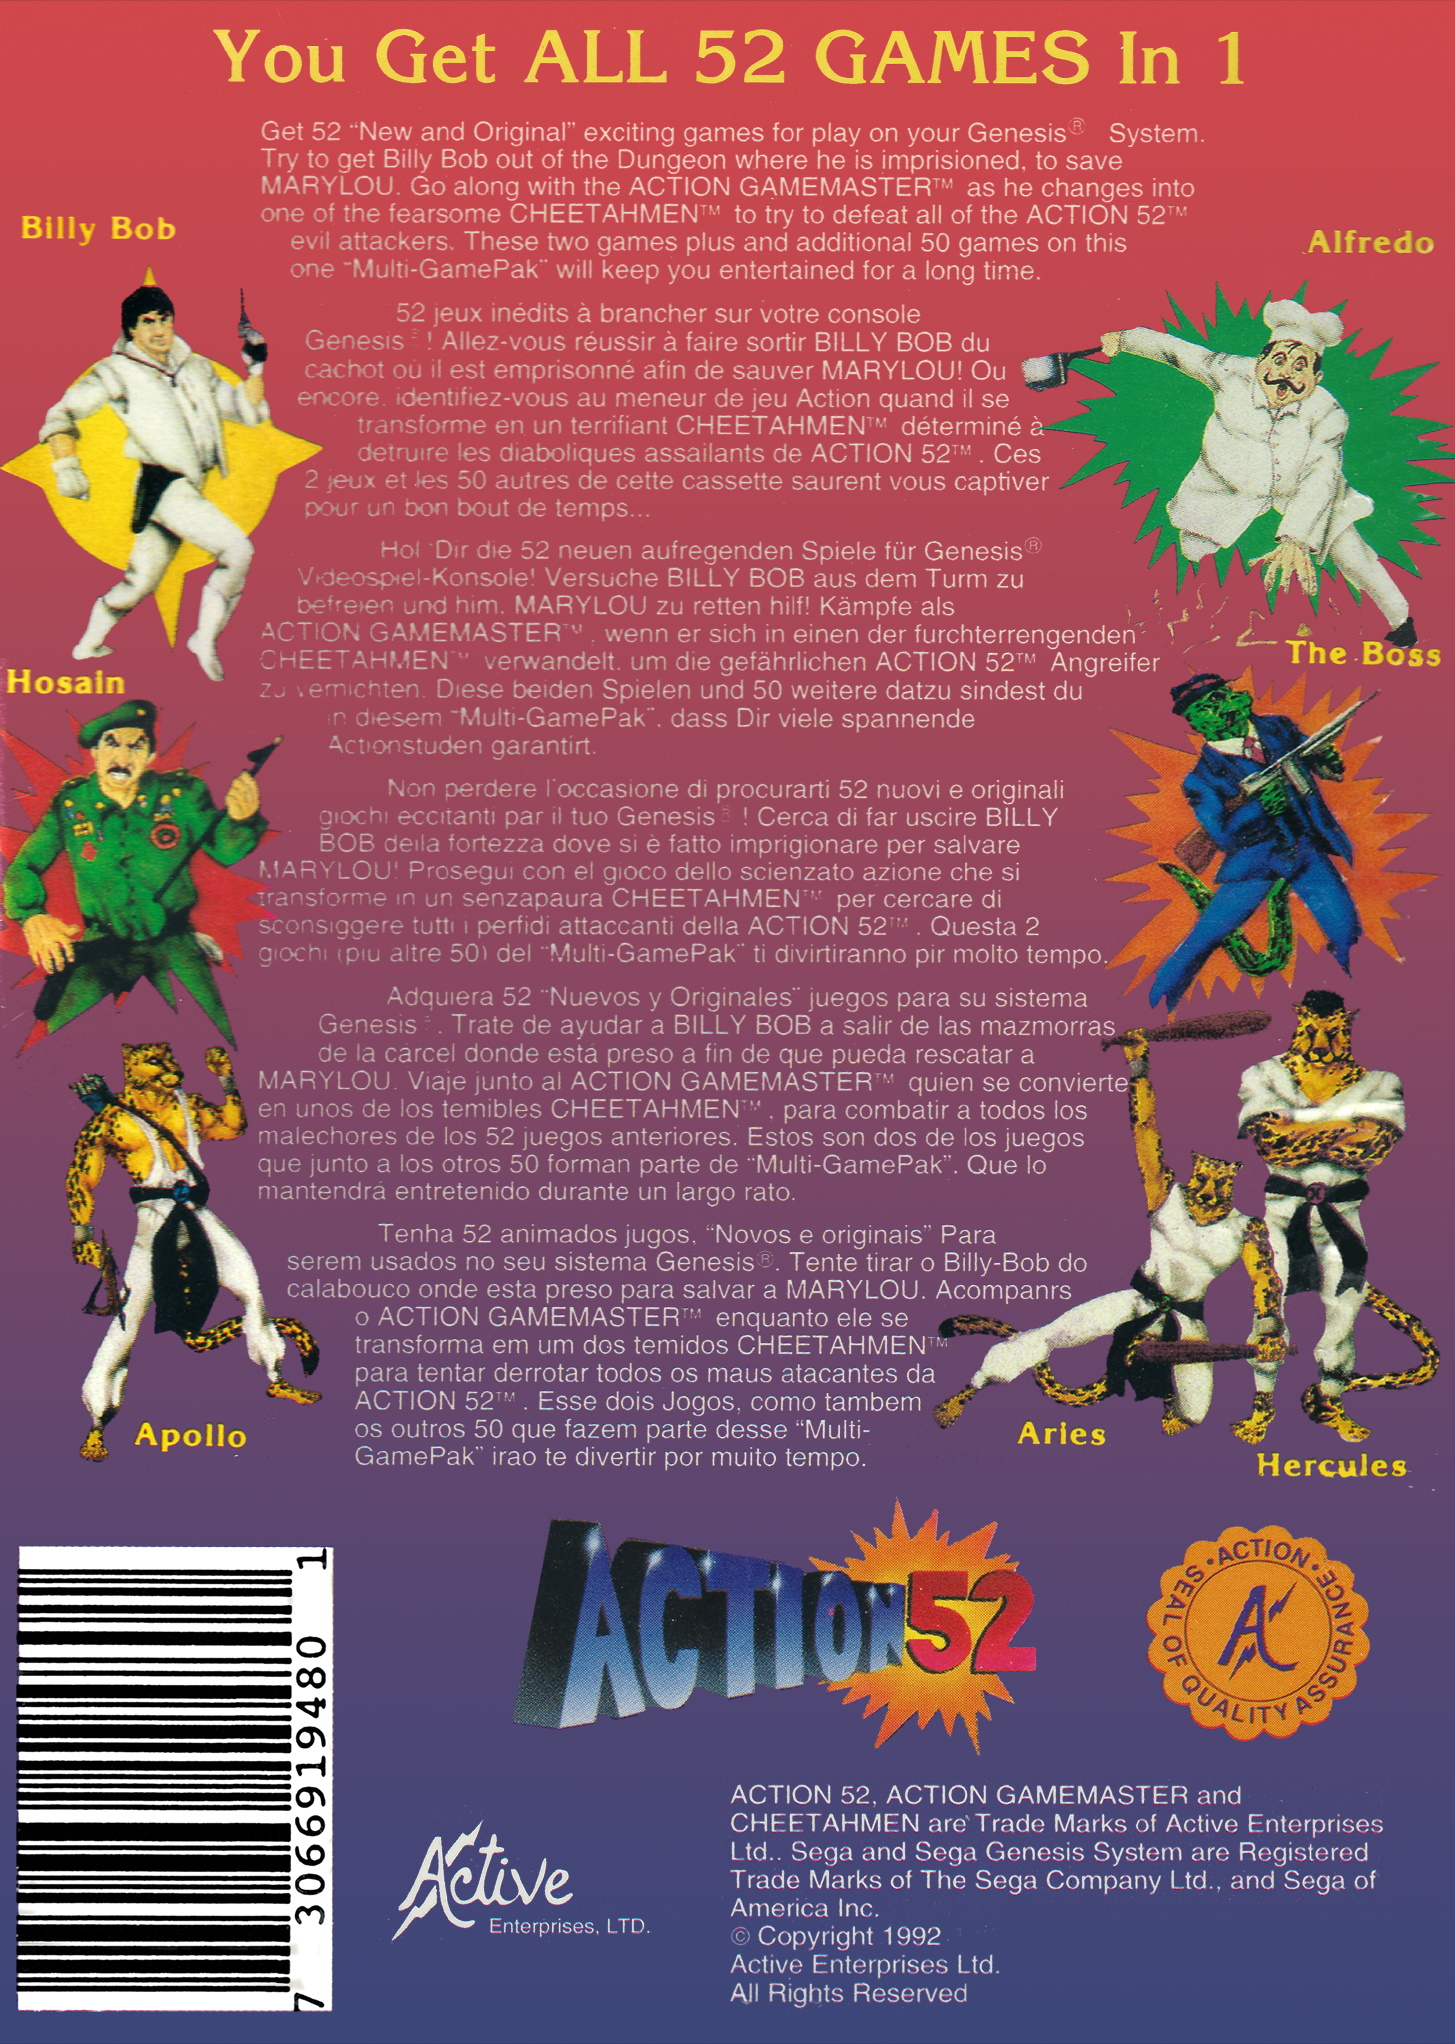 You Get ALL 52 GAMES In 1
Get 52 “New and Original” exciting games for play on your Genesis® System.
Try to get Billy Bob out of the Dungeon where he is imprisioned, to save
MARYLOU. Go along with the ACTION GAMEMASTER™ as he changes into
one of the fearsome CHEETAHMEN™ to try to defeat all of the ACTION 52™
evil attackers. These two games plus and additional 50 games on this
one “Multi-GamePak” will keep you entertained for a long time.
Billy Bob
Alfredo
52 jeux inédits à brancher sur votre console
Genesis® ! Allez-vous réussir à faire sortir BILLY BOB du
cachot où il est emprisonné afin de sauver MARYLOU! Ou
encore, identifiez-vous au meneur de jeu Action quand il se
transforme en un terrifiant CHEETAHMEN™ déterminé à
detruire les diaboliques assailants de ACTION 52™. Ces
2 jeux et les 50 autres de cette cassette saurent vous captiver
pour un bon bout de temps...
Hol Dir die 52 neuen aufregenden Spiele für Genesis®
Videospiel-Konsole! Versuche BILLY BOB aus dem Turm zu
befreien und him, MARYLOU zu retten hilf! Kämpfe als
ACTION GAMEMASTER™, wenn er sich in einen der furchterrengenden
CHEETAHMEN™ verwandelt, um die gefährlichen ACTION 52™ Angreifer
zu vernichten. Diese beiden Spielen und 50 weitere datzu sindest du
in diesem “Multi-GamePak”, dass Dir viele spannende
Actionstuden garantirt.
Hosain
The Boss
Non perdere l'occasione di procurarti 52 nuovi e originali
giochi eccitanti par il tuo Genesis® ! Cerca di far uscire BILLY
BOB della fortezza dove si è fatto imprigionare per salvare
MARYLOU! Prosegui con el gioco dello scienzato azione che si
transforme in un senzapaura CHEETAHMEN™ per cercare di
sconsiggere tutti i perfidi attaccanti della ACTION 52™. Questa 2
giochi (piu altre 50) del “Multi-GamePak” ti divirtiranno pir molto tempo.
Adquiera 52 “Nuevos y Originales” juegos para su sistema
Genesis®. Trate de ayudar a BILLY BOB a salir de las mazmorras
de la cárcel donde está preso a fin de que pueda rescatar a
MARYLOU. Viaje junto al ACTION GAMEMASTER™ quien se convierte
en unos de los temibles CHEETAHMEN™, para combatir a todos los
malechores de los 52 juegos anteriores. Estos son dos de los juegos
que junto a los otros 50 forman parte de “Multi-GamePak”. Que lo
mantendrá entretenido durante un largo rato.
Tenha 52 animados jugos, “Novos e originais” Para
serem usados no seu sistema Genesis®. Tente tirar o Billy-Bob do
calabouco onde esta preso para salvar a MARYLOU. Acompanrs
o ACTION GAMEMASTER™ enquanto ele se
transforma em um dos temidos CHEETAHMEN™
para tentar derrotar todos os maus atacantes da
ACTION 52™. Esse dois Jogos, como tambem
os outros 50 que fazem parte desse “Multi-
GamePak” irao te divertir por muito tempo.
Apollo
Aries
Hercules
ACTION 52
• ACTION •
SEAL OF QUALITY ASSURANCE
A
7 30669 19480 1
Active
Enterprises, LTD.
ACTION 52, ACTION GAMEMASTER and
CHEETAHMEN are Trade Marks of Active Enterprises
Ltd.. Sega and Sega Genesis System are Registered
Trade Marks of The Sega Company Ltd., and Sega of
America Inc.
© Copyright 1992
Active Enterprises Ltd.
All Rights Reserved